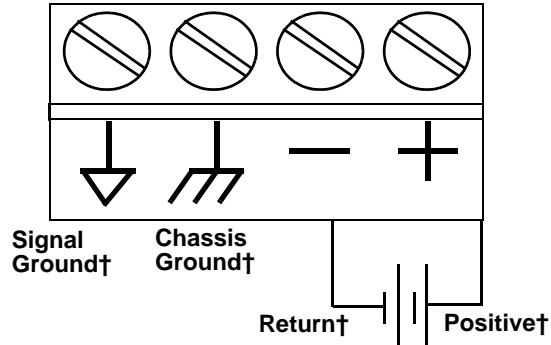 Signal
Ground†
Chassis
Ground†
Return†
Positive†